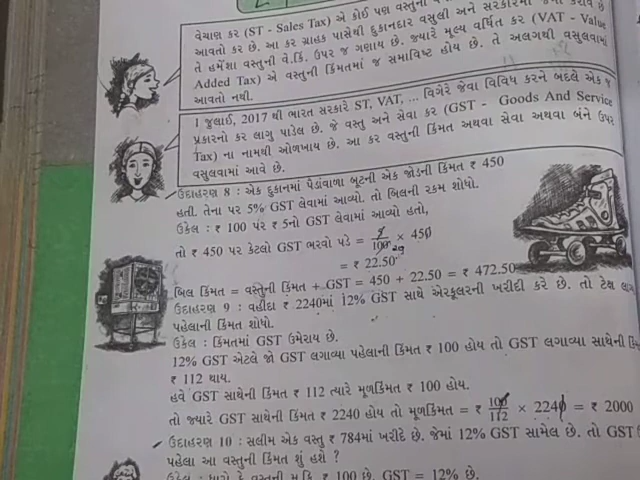 વેચાણ કર (ST - Sales Tax) એ કોઈ પણ વસ્તુના
આવતો કર છે. આ કર ગ્રાહક પાસેથી દુકાનદાર વસુલી અને સરકારમાં
તે હંમેશા વસ્તુની વે.કિં. ઉપર જ ગણાય છે. જ્યારે મૂલ્ય વર્ધિત કર (VAT - Value
Added Tax) એ વસ્તુની કિંમતમાં જ સમાવિષ્ટ હોય છે. તે અલગથી વસુલવામાં
આવતો નથી.
1 જુલાઈ, 2017 થી ભારત સરકારે ST, VAT, ... વિગેરે જેવા વિવિધ કરને બદલે એક જ
પ્રકારનો કર લાગુ પાડેલ છે. જે વસ્તુ અને સેવા કર (GST - Goods And Service
Tax) ના નામથી ઓળખાય છે. આ કર વસ્તુની કિંમત અથવા સેવા અથવા બંને ઉપર
વસુલવામાં આવે છે.
ઉદાહરણ 8 : એક દુકાનમાં પૈડાંવાળા બૂટની એક જોડની કિંમત ₹ 450
હતી. તેના પર 5% GST લેવામાં આવ્યો. તો બિલની રકમ શોધો.
ઉકેલ : ₹ 100 પર ₹ 5નો GST લેવામાં આવ્યો હતો,
તો ₹ 450 પર કેટલો GST ભરવો પડે = 5/100 × 450
= ₹ 22.50
બિલ કિંમત = વસ્તુની કિંમત + GST = 450 + 22.50 = ₹ 472.50
ઉદાહરણ 9 : વહીદા ₹ 2240માં 12% GST સાથે એરકૂલરની ખરીદી કરે છે. તો ટેક્ષ
પહેલાની કિંમત શોધો.
ઉકેલ : કિંમતમાં GST ઉમેરાય છે.
12% GST એટલે જો GST લગાવ્યા પહેલાની કિંમત ₹ 100 હોય તો GST લગાવ્યા સાથેની
₹ 112 થાય.
હવે GST સાથેની કિંમત ₹ 112 ત્યારે મૂળકિંમત ₹ 100 હોય.
તો જ્યારે GST સાથેની કિંમત ₹ 2240 હોય તો મૂળકિંમત = ₹ 100/112 × 2240 = ₹ 2000
ઉદાહરણ 10 : સલીમ એક વસ્તુ ₹ 784માં ખરીદે છે. જેમાં 12% GST સામેલ છે. તો GST
પહેલા આ વસ્તુની કિંમત શું હશે ?
ઉકેલ : ધારો કે વસ્તુની મૂ.કિં. ₹ 100 છે. GST = 12% છે.